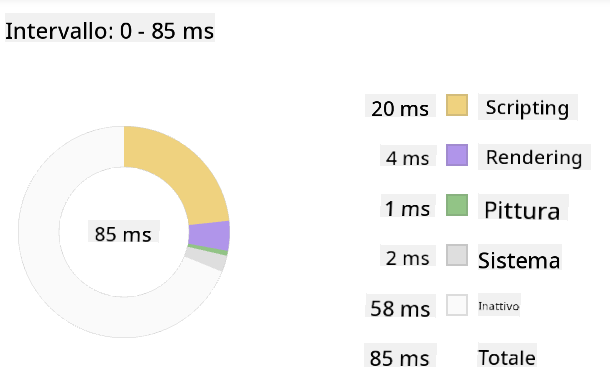 Intervallo: 0 - 85 ms
20 ms Scripting
4 ms Rendering
1 ms Pittura
85 ms
2 ms Sistema
58 ms Inattivo
85 ms Totale